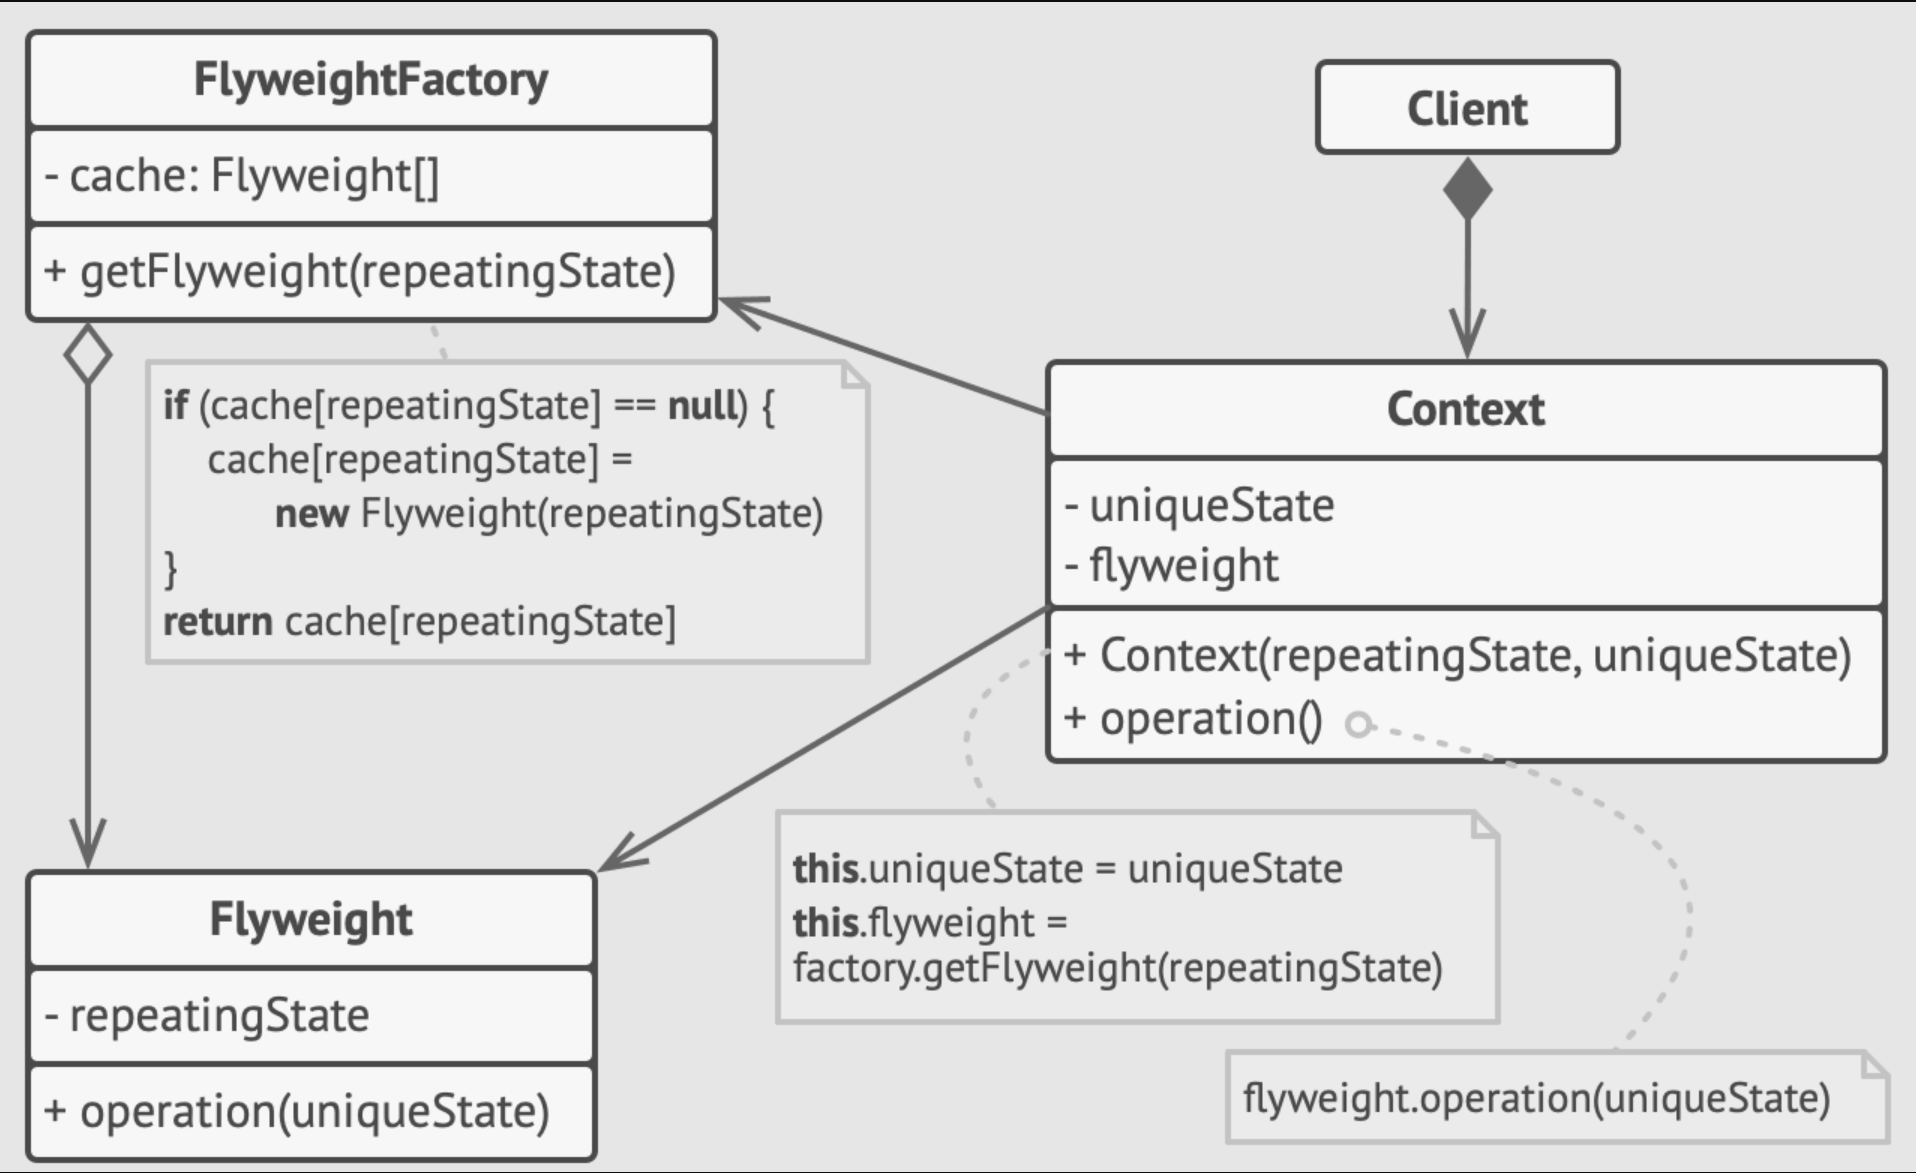 FlyweightFactory
- cache: Flyweight[]
+ getFlyweight(repeatingState)
if (cache[repeatingState] == null) {
cache[repeatingState] =
new Flyweight(repeatingState)
}
return cache[repeatingState]
Client
Context
- uniqueState
- flyweight
+ Context(repeatingState, uniqueState)
+ operation()
this.uniqueState = uniqueState
this.flyweight =
factory.getFlyweight(repeatingState)
flyweight.operation(uniqueState)
Flyweight
- repeatingState
+ operation(uniqueState)